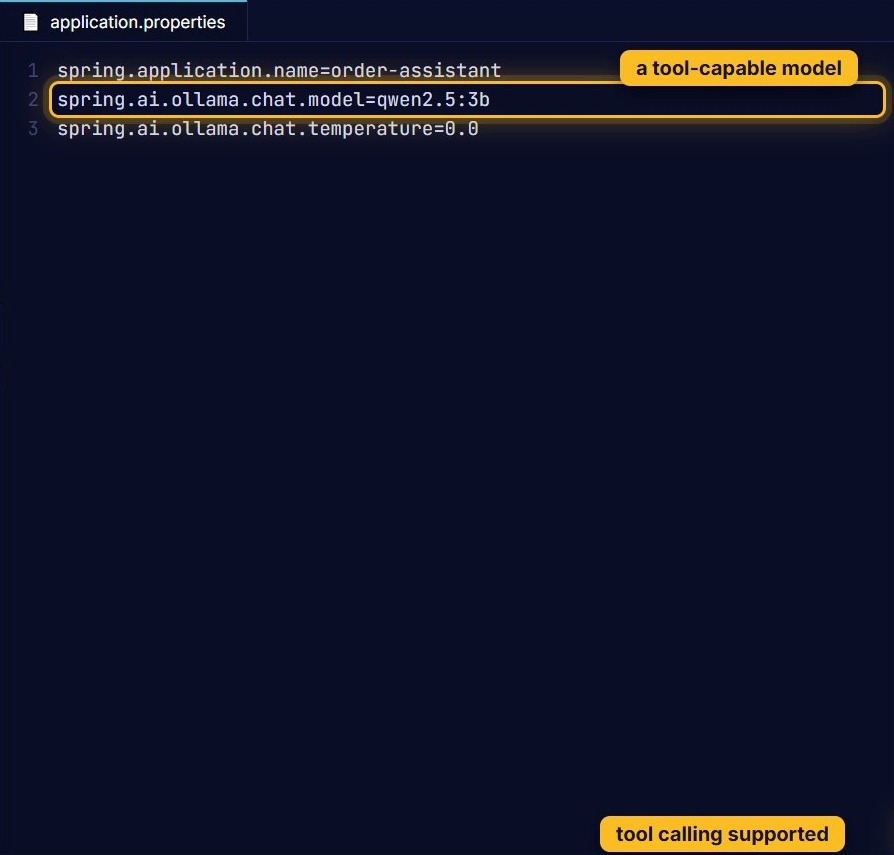 application.properties
1 spring.application.name=order-assistant
a tool-capable model
2 spring.ai.ollama.chat.model=qwen2.5:3b
3 spring.ai.ollama.chat.temperature=0.0
tool calling supported